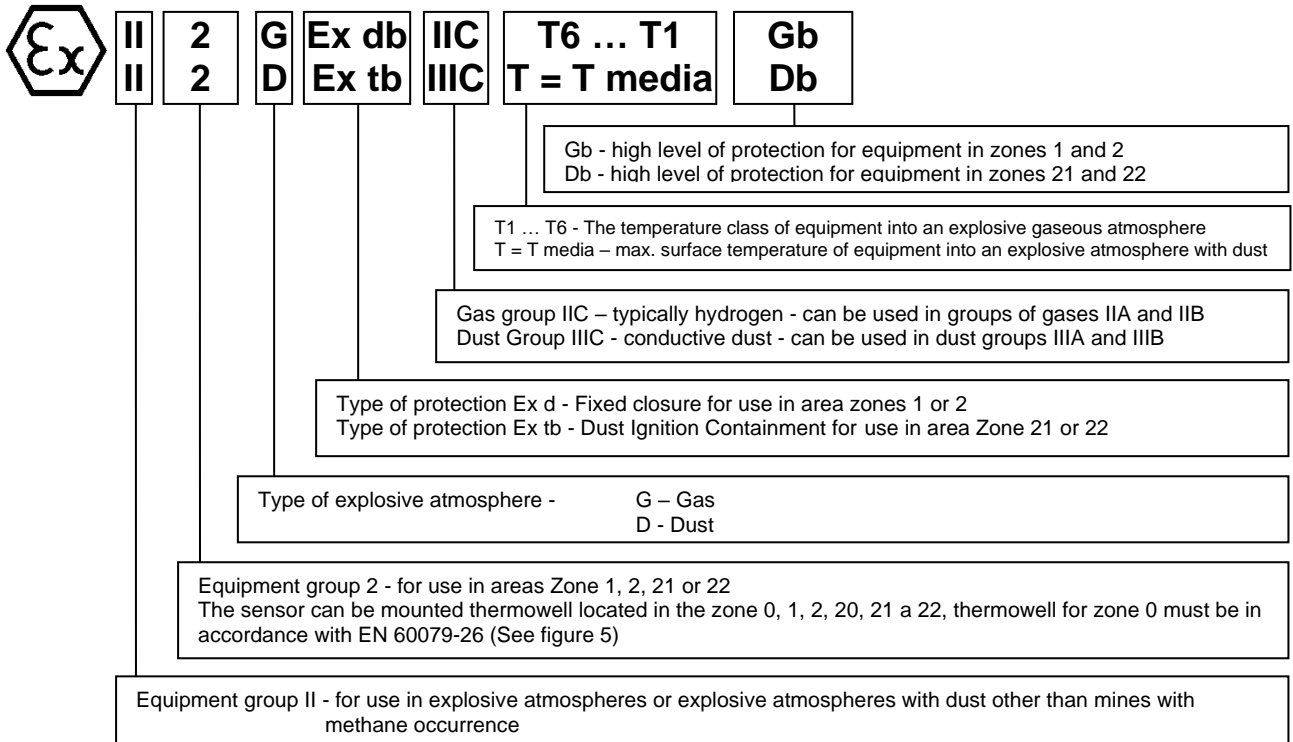 Ex II 2 G Ex db IIC T6 … T1 Gb
II 2 D Ex tb IIIC T = T media Db
Gb - high level of protection for equipment in zones 1 and 2
Db - high level of protection for equipment in zones 21 and 22
T1 … T6 - The temperature class of equipment into an explosive gaseous atmosphere
T = T media – max. surface temperature of equipment into an explosive atmosphere with dust
Gas group IIC – typically hydrogen - can be used in groups of gases IIA and IIB
Dust Group IIIC - conductive dust - can be used in dust groups IIIA and IIIB
Type of protection Ex d - Fixed closure for use in area zones 1 or 2
Type of protection Ex tb - Dust Ignition Containment for use in area Zone 21 or 22
Type of explosive atmosphere - G – Gas
D - Dust
Equipment group 2 - for use in areas Zone 1, 2, 21 or 22
The sensor can be mounted thermowell located in the zone 0, 1, 2, 20, 21 a 22, thermowell for zone 0 must be in
accordance with EN 60079-26 (See figure 5)
Equipment group II - for use in explosive atmospheres or explosive atmospheres with dust other than mines with
methane occurrence